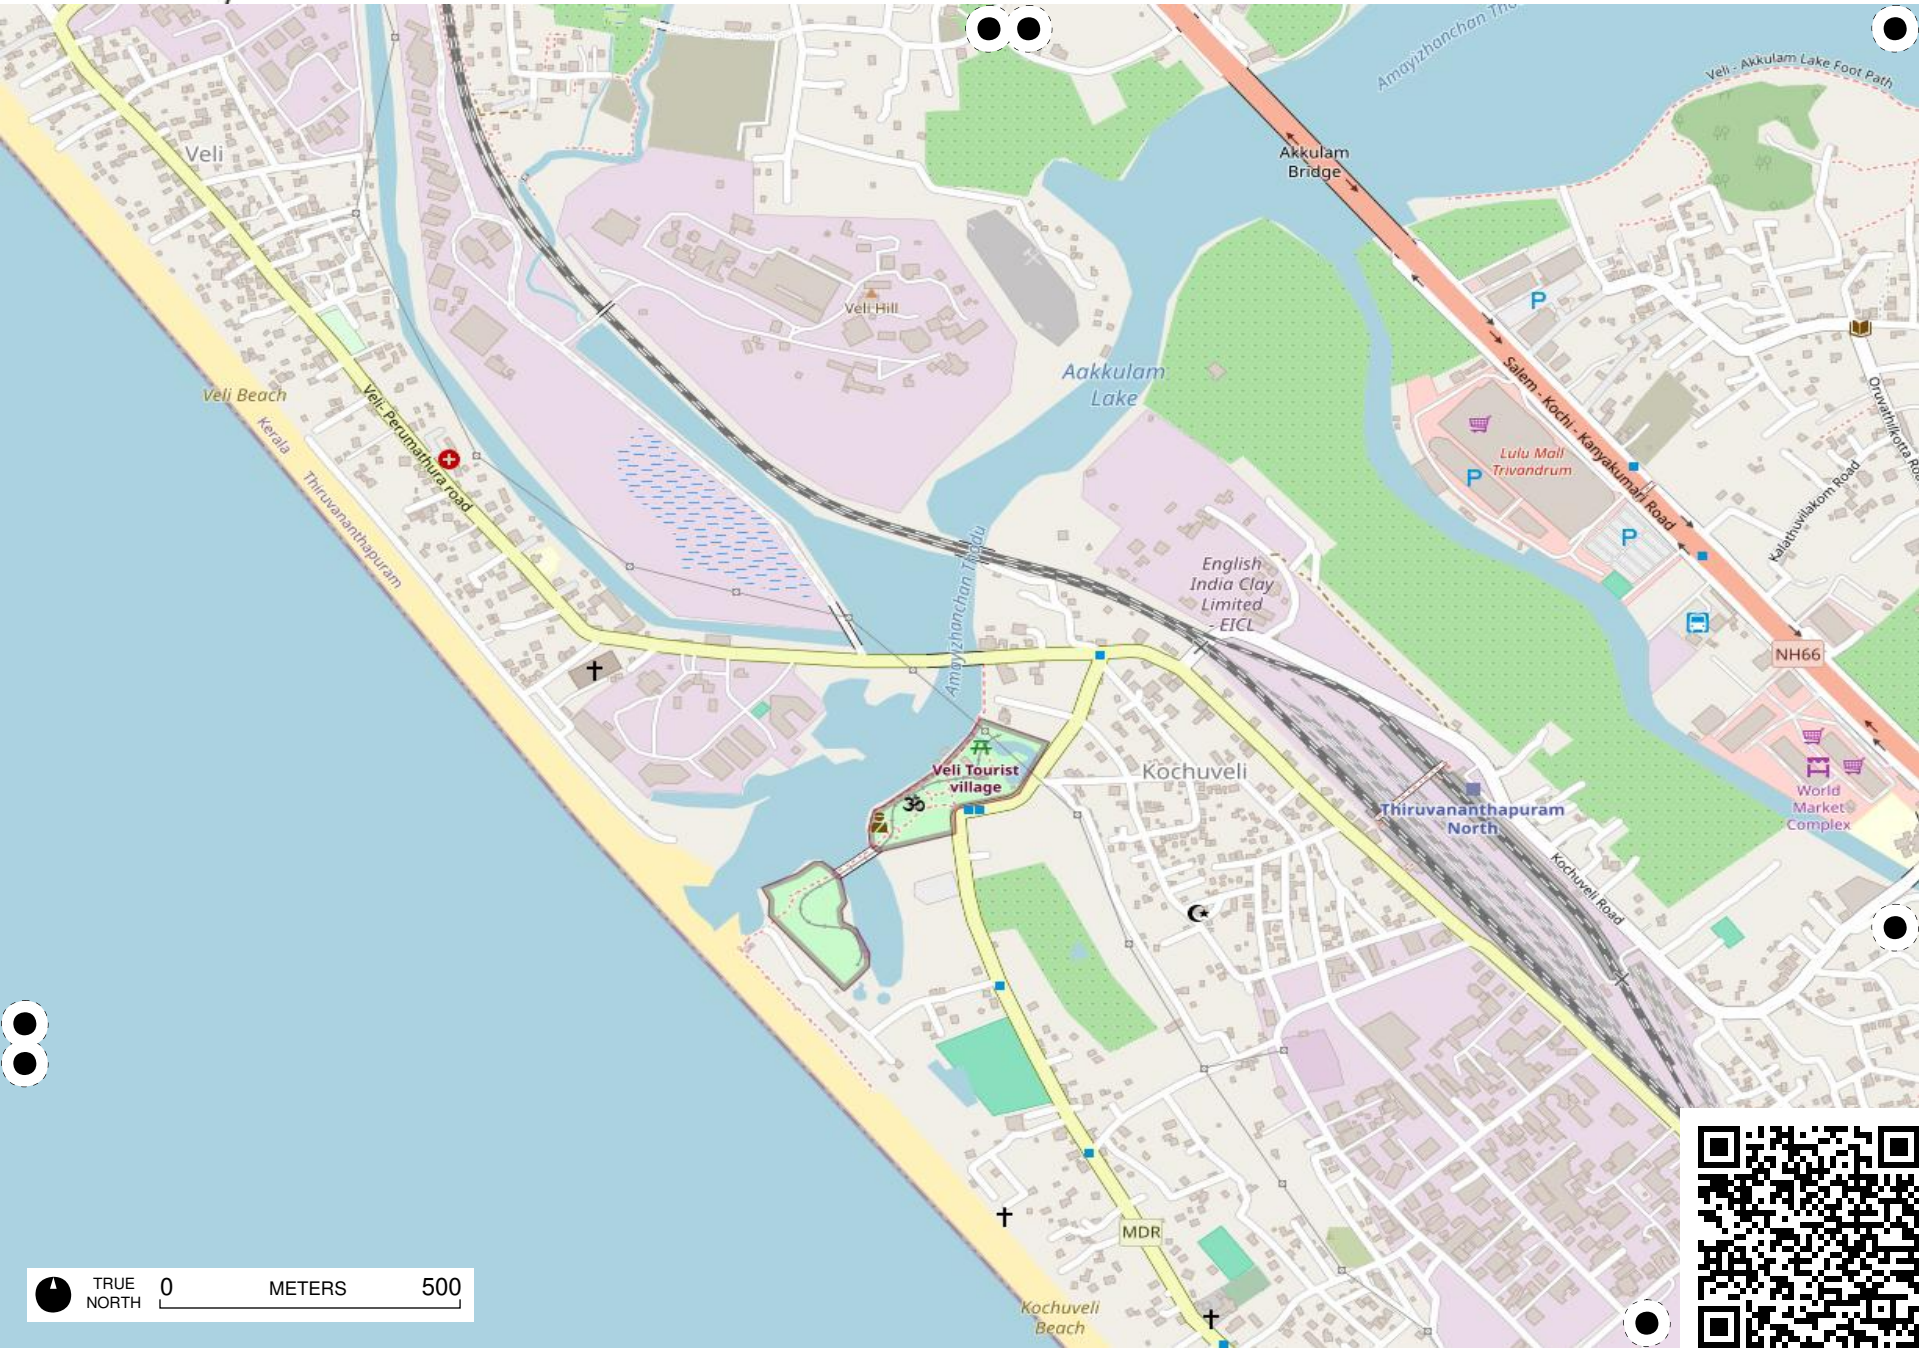 Amayizhanchan Tho
Veli - Akkulam Lake Foot Path
Akkulam
Bridge
Veli
Veli Hill
Aakkulam
Lake
Veli Beach
Kerala
Thiruvananthapuram
Veli- Perumathura road
Salem - Kochi - Kanyakumari Road
Oruvathilkotta Ro
Kalathuvilakom Road
Lulu Mall
Trivandrum
P
P
P
English
India Clay
Limited
- EICL
Amayizhanchan Thodu
NH66
Veli Tourist
village
Kochuveli
Thiruvananthapuram
North
World
Market
Complex
Kochuveli Road
MDR
Kochuveli
Beach
TRUE
NORTH
0 METERS 500